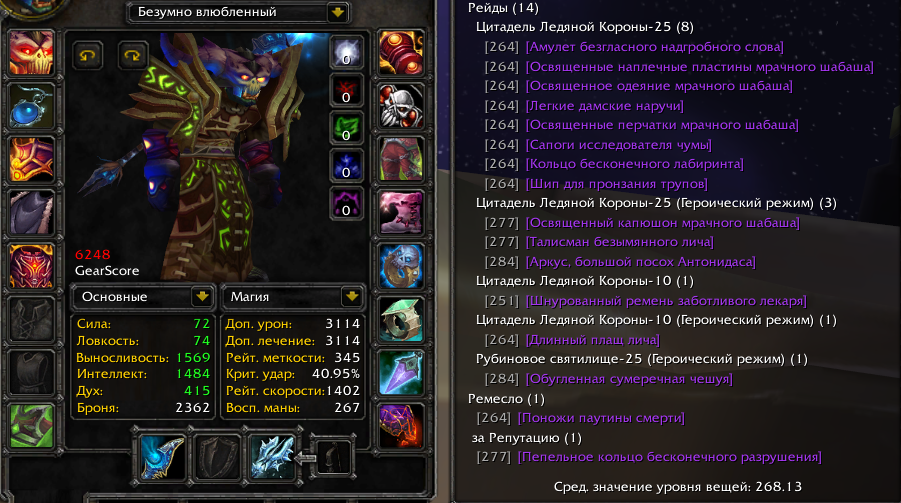 Безумно влюбленный
0
0
0
0
0
6248
GearScore
Основные
Магия
Сила: 72
Ловкость: 74
Выносливость: 1569
Интеллект: 1484
Дух: 415
Броня: 2362
Доп. урон: 3114
Доп. лечение: 3114
Рейт. меткости: 345
Крит. удар: 40.95%
Рейт. скорости: 1402
Восп. маны: 267
Рейды (14)
Цитадель Ледяной Короны-25 (8)
[264] [Амулет безгласного надгробного слова]
[264] [Освященные наплечные пластины мрачного шабаша]
[264] [Освященное одеяние мрачного шабаша]
[264] [Легкие дамские наручи]
[264] [Освященные перчатки мрачного шабаша]
[264] [Сапоги исследователя чумы]
[264] [Кольцо бесконечного лабиринта]
[264] [Шип для пронзания трупов]
Цитадель Ледяной Короны-25 (Героический режим) (3)
[277] [Освященный капюшон мрачного шабаша]
[277] [Талисман безымянного лича]
[284] [Аркус, большой посох Антонидаса]
Цитадель Ледяной Короны-10 (1)
[251] [Шнурованный ремень заботливого лекаря]
Цитадель Ледяной Короны-10 (Героический режим) (1)
[264] [Длинный плащ лича]
Рубиновое святилище-25 (Героический режим) (1)
[284] [Обугленная сумеречная чешуя]
Ремесло (1)
[264] [Поножи паутины смерти]
за Репутацию (1)
[277] [Пепельное кольцо бесконечного разрушения]
Сред. значение уровня вещей: 268.13